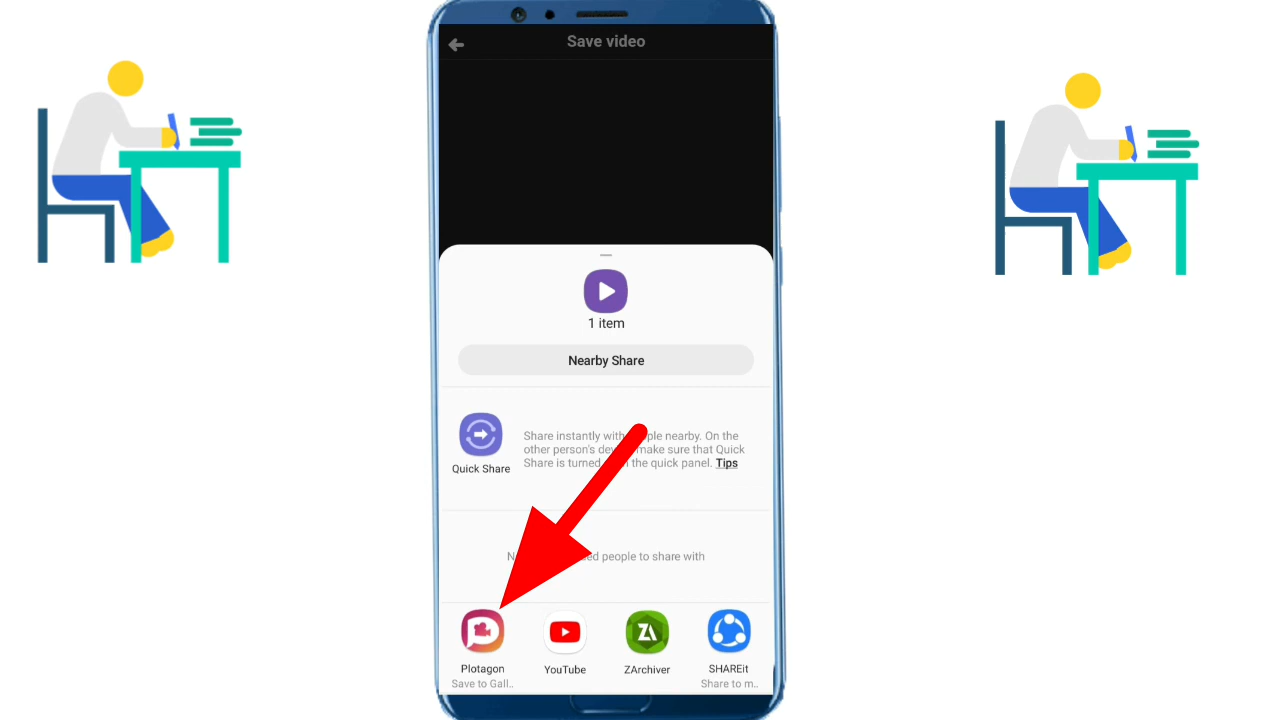 Save video
1 item
Nearby Share
Share instantly with ple nearby. On the
other person's dev make sure that Quick
Share is turned n the quick panel. Tips
Quick Share
N ed people to share with
Plotagon
Save to Gall..
YouTube
ZArchiver
SHAREit
Share to m..